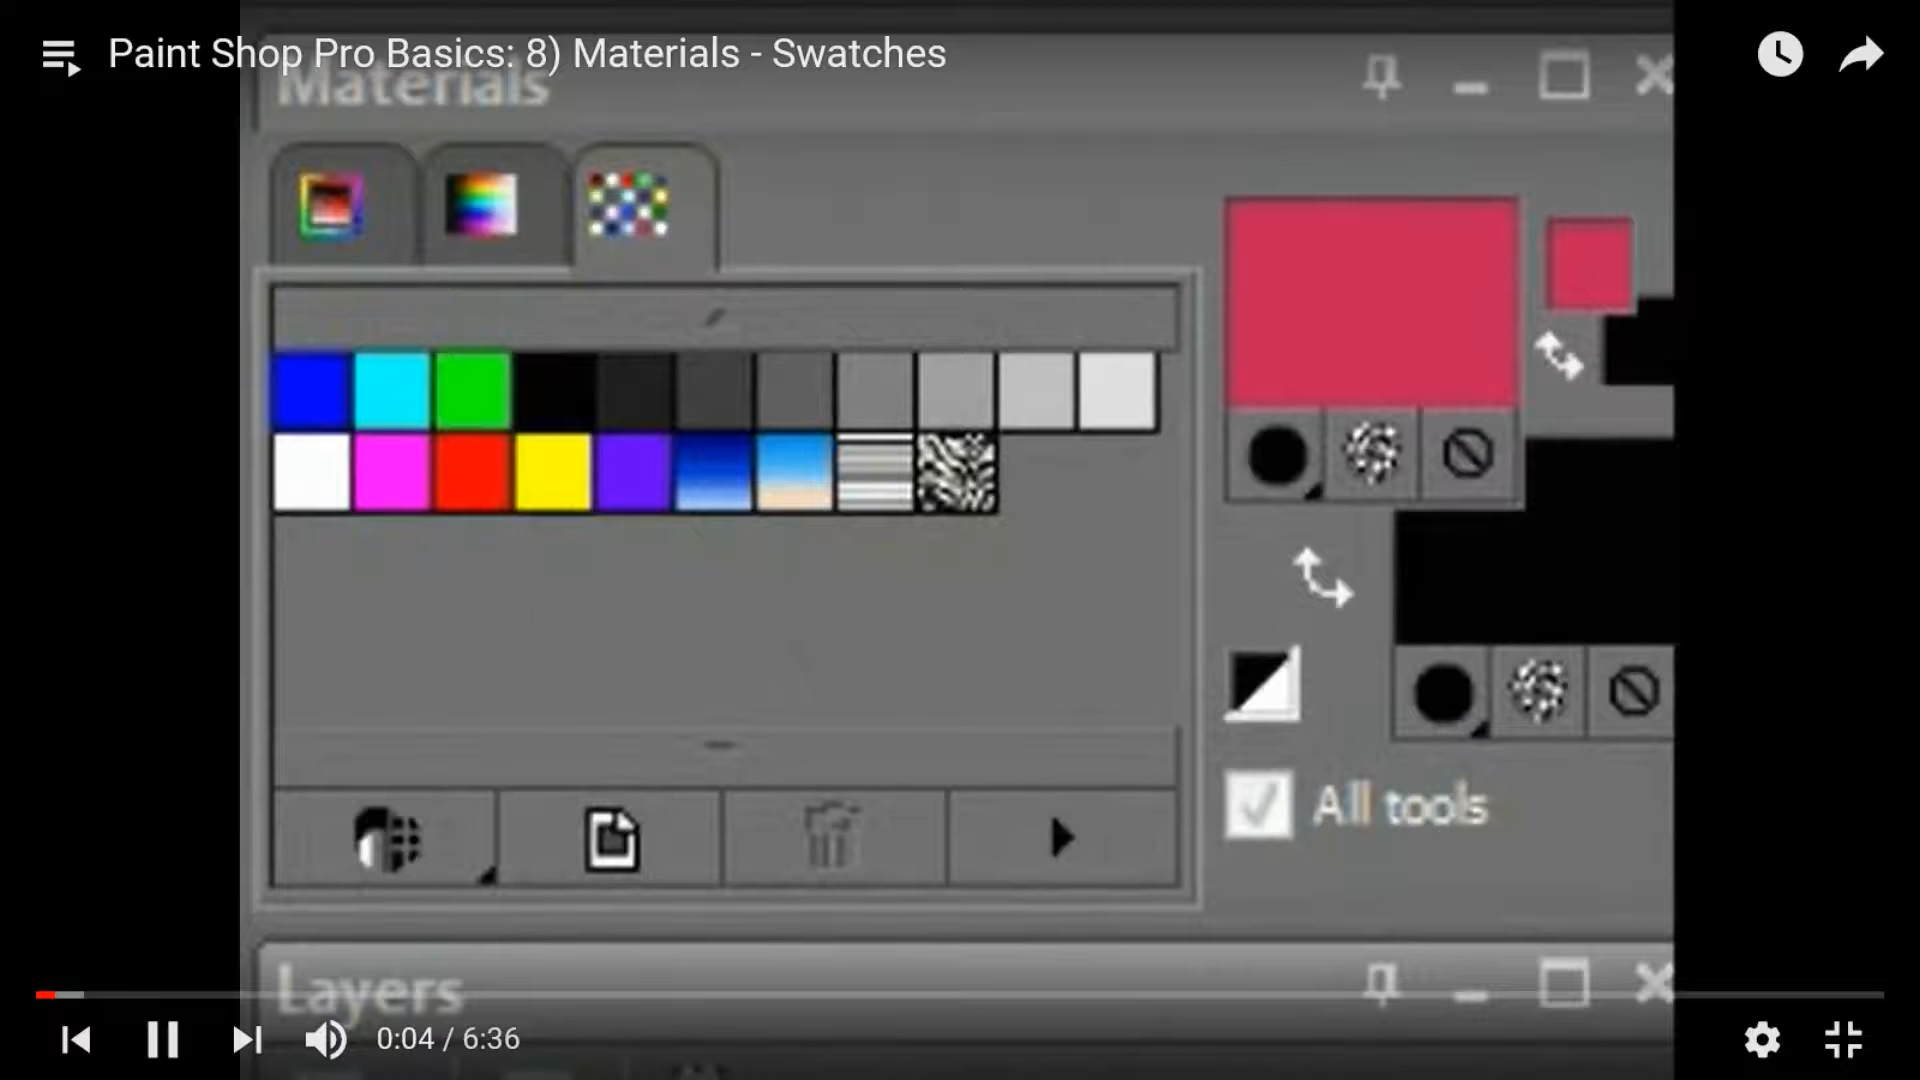 Paint Shop Pro Basics: 8) Materials - Swatches
Materials
All tools
Layers
0:04 / 6:36